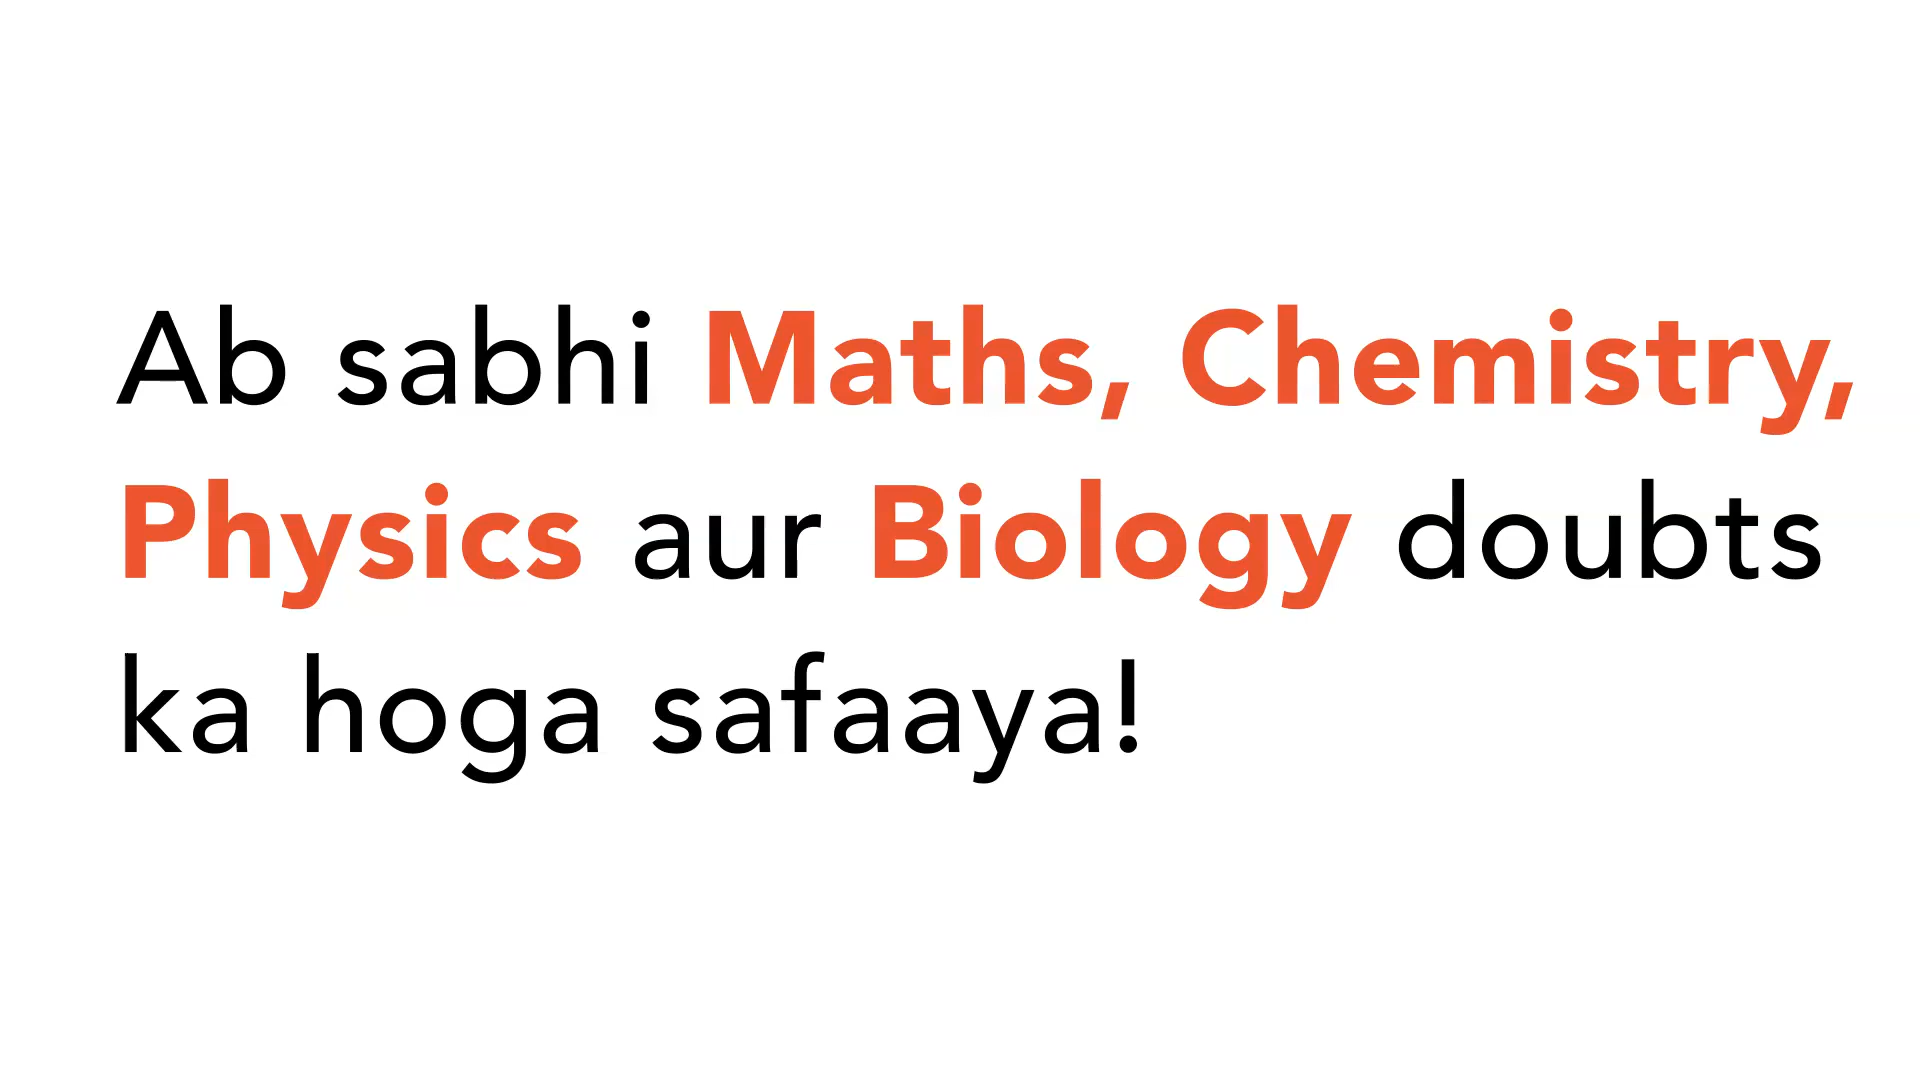 Ab sabhi Maths, Chemistry,
Physics aur Biology doubts
ka hoga safaaya!